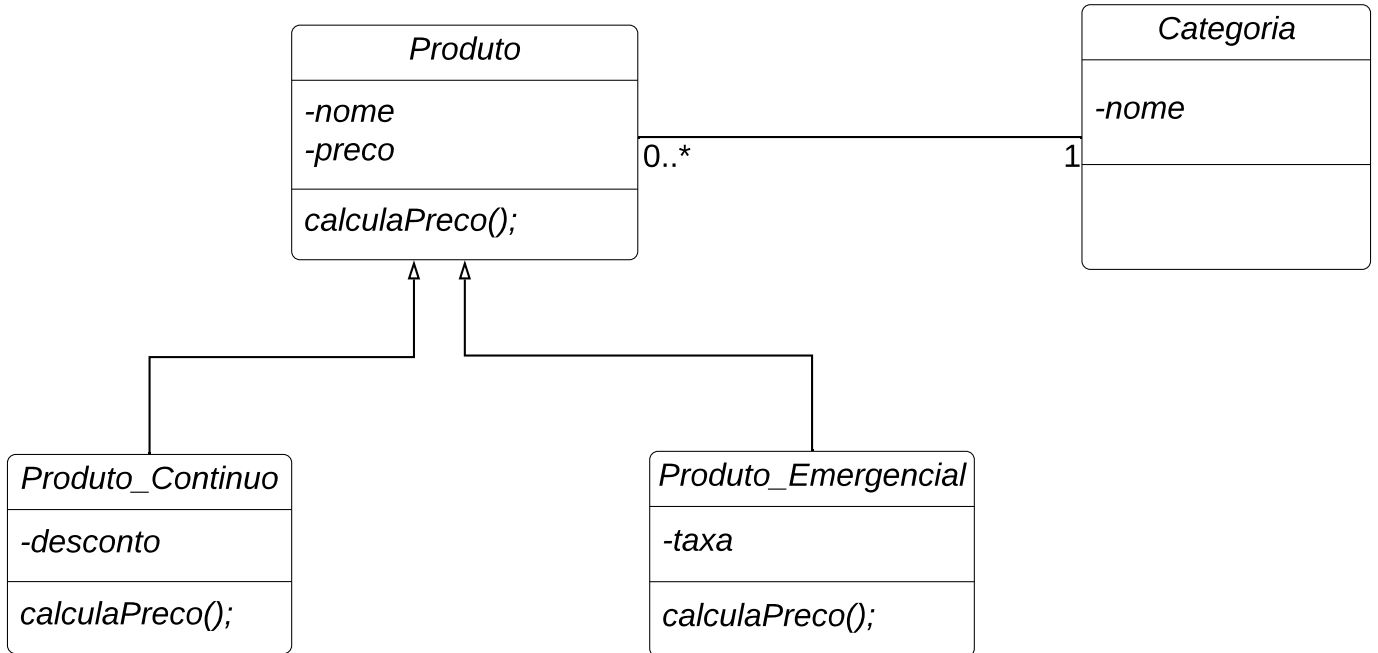 Produto
-nome
-preco
calculaPreco();
0..*
1
Categoria
-nome
Produto_Continuo
-desconto
calculaPreco();
Produto_Emergencial
-taxa
calculaPreco();